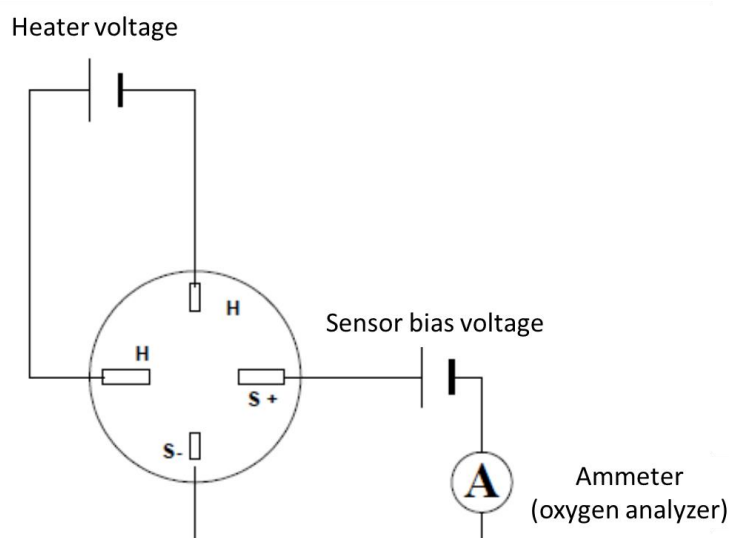 Heater voltage
H
Sensor bias voltage
H
S +
S-
A
Ammeter
(oxygen analyzer)